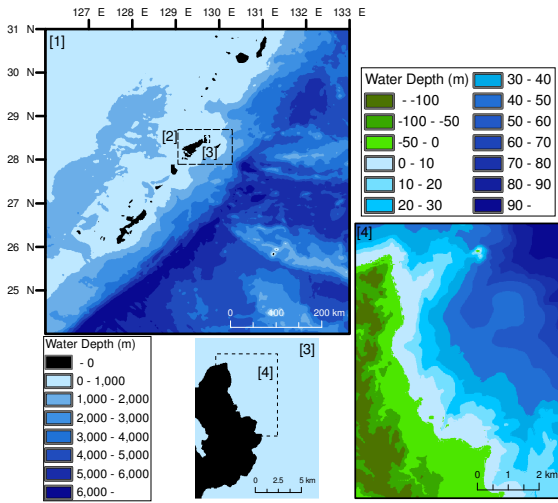 127 E 128 E 129 E 130 E 131 E 132 E 133 E
31 N
30 N
29 N
28 N
27 N
26 N
25 N
[1]
[2]
[3]
0 400 200 km
Water Depth (m)
- -100
-100 - -50
-50 - 0
0 - 10
10 - 20
20 - 30
30 - 40
40 - 50
50 - 60
60 - 70
70 - 80
80 - 90
90 -
Water Depth (m)
- 0
0 - 1,000
1,000 - 2,000
2,000 - 3,000
3,000 - 4,000
4,000 - 5,000
5,000 - 6,000
6,000 -
[3]
[4]
0 2.5 5 km
[4]
0 1 2 km